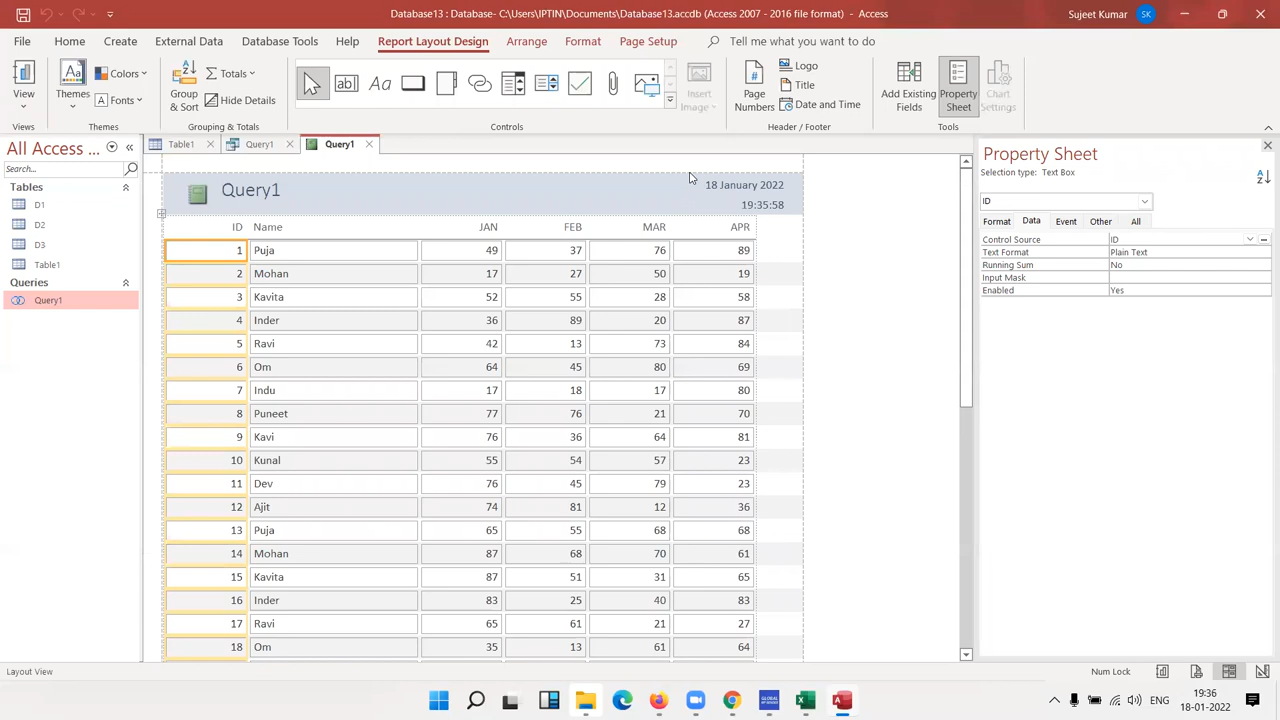 Database13 : Database- C:\Users\IPTIN\Documents\Database13.accdb (Access 2007 - 2016 file format) - Access
Sujeet Kumar SK
File Home Create External Data Database Tools Help Report Layout Design Arrange Format Page Setup Tell me what you want to do
View
Views
Themes
Colors
Fonts
Themes
Group & Sort
Totals
Hide Details
Grouping & Totals
Controls
Insert Image
Page Numbers
Logo
Title
Date and Time
Header / Footer
Add Existing Fields
Property Sheet
Chart Settings
Tools
All Access ...
Search...
Tables
D1
D2
D3
Table1
Queries
Query1
Table1 Query1 Query1
Query1
18 January 2022
19:35:58
ID Name JAN FEB MAR APR
1 Puja 49 37 76 89
2 Mohan 17 27 50 19
3 Kavita 52 55 28 58
4 Inder 36 89 20 87
5 Ravi 42 13 73 84
6 Om 64 45 80 69
7 Indu 17 18 17 80
8 Puneet 77 76 21 70
9 Kavi 76 36 64 81
10 Kunal 55 54 57 23
11 Dev 76 45 79 23
12 Ajit 74 81 12 36
13 Puja 65 55 68 68
14 Mohan 87 68 70 61
15 Kavita 87 51 31 65
16 Inder 83 25 40 83
17 Ravi 65 61 21 27
18 Om 35 13 61 64
Property Sheet
Selection type: Text Box
ID
Format Data Event Other All
Control Source ID
Text Format Plain Text
Running Sum No
Input Mask
Enabled Yes
Layout View
Num Lock
ENG
19:36
18-01-2022